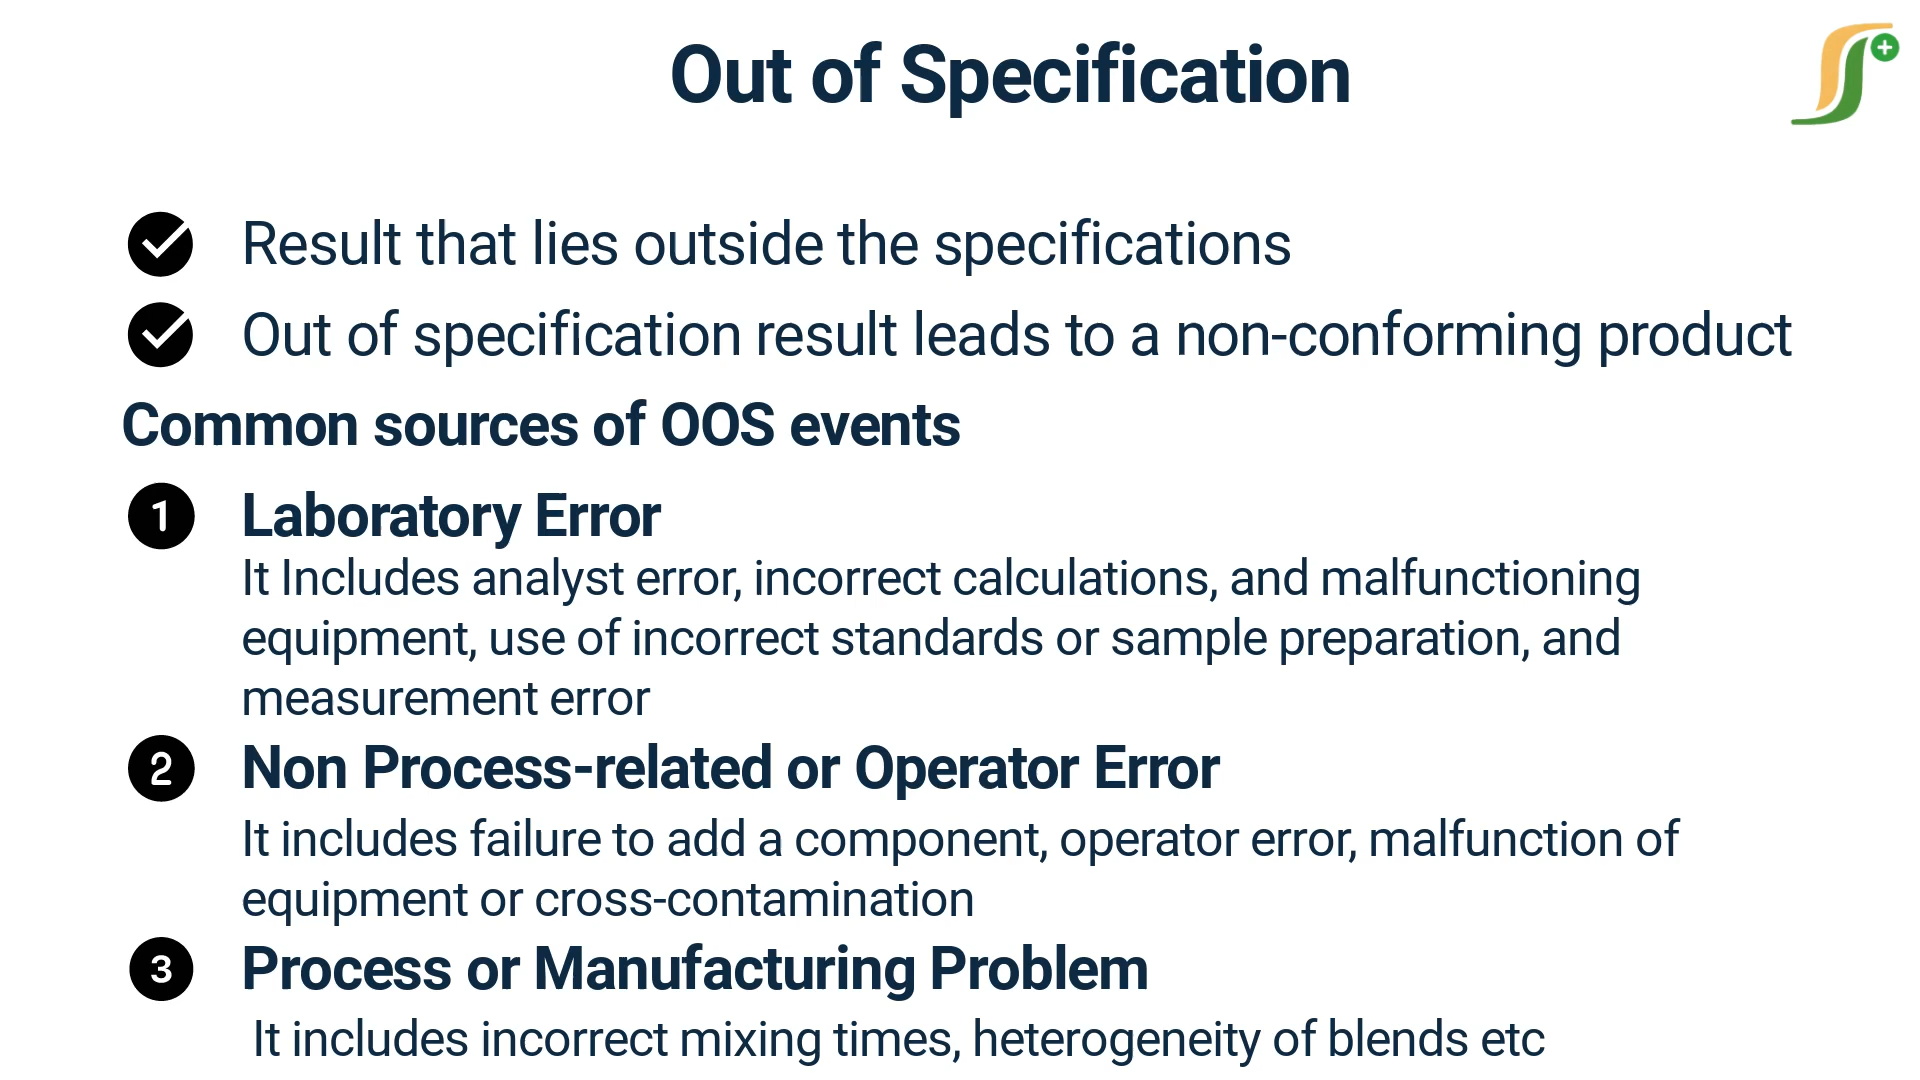 Out of Specification
Result that lies outside the specifications
Out of specification result leads to a non-conforming product
Common sources of OOS events
1 Laboratory Error
It Includes analyst error, incorrect calculations, and malfunctioning
equipment, use of incorrect standards or sample preparation, and
measurement error
2 Non Process-related or Operator Error
It includes failure to add a component, operator error, malfunction of
equipment or cross-contamination
3 Process or Manufacturing Problem
It includes incorrect mixing times, heterogeneity of blends etc